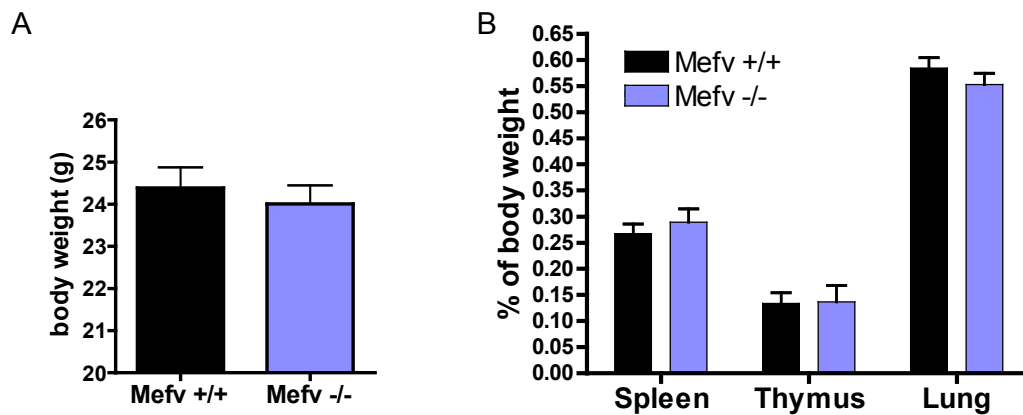 A
body weight (g)
26
25
24
23
22
21
20
Mefv +/+
Mefv -/-
B
% of body weight
0.65
0.60
0.55
0.50
0.45
0.40
0.35
0.30
0.25
0.20
0.15
0.10
0.05
0.00
Mefv +/+
Mefv -/-
Spleen
Thymus
Lung